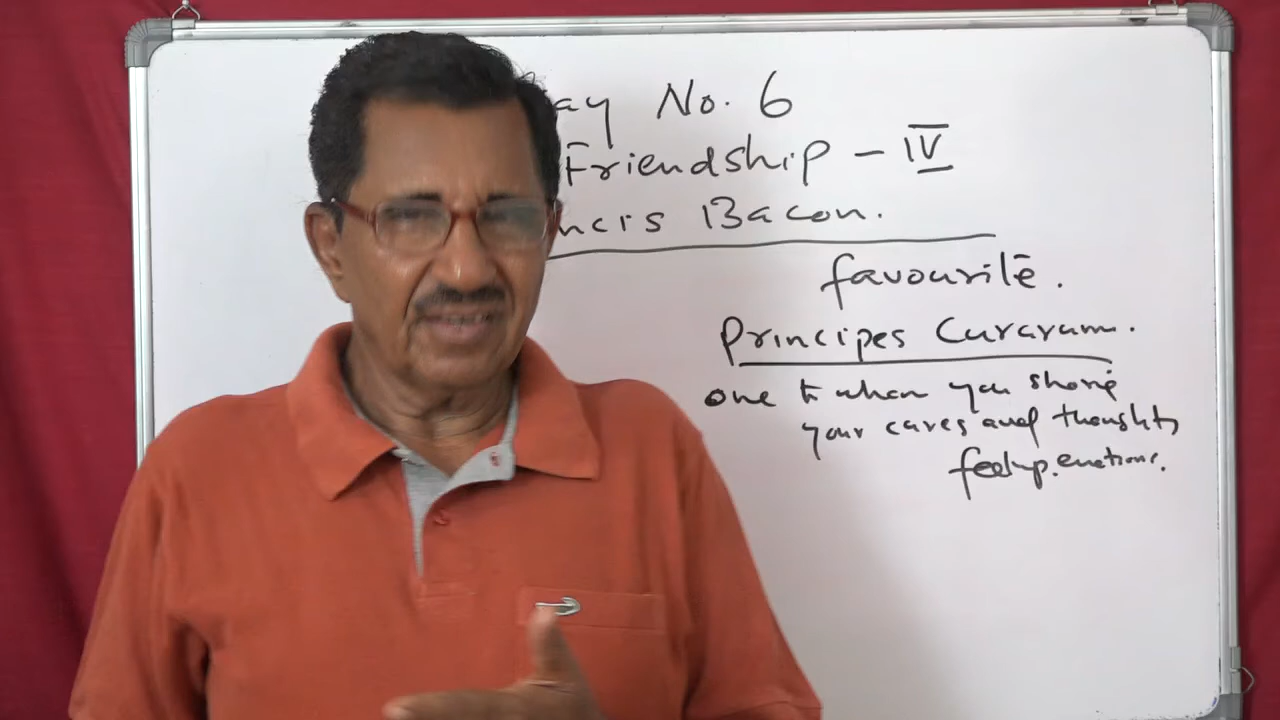 ay No. 6
Friendship - IV
ncis Bacon.
favourite.
Principes Curarum.
one to whom you share
your cares and thoughts
feelings. emotions.